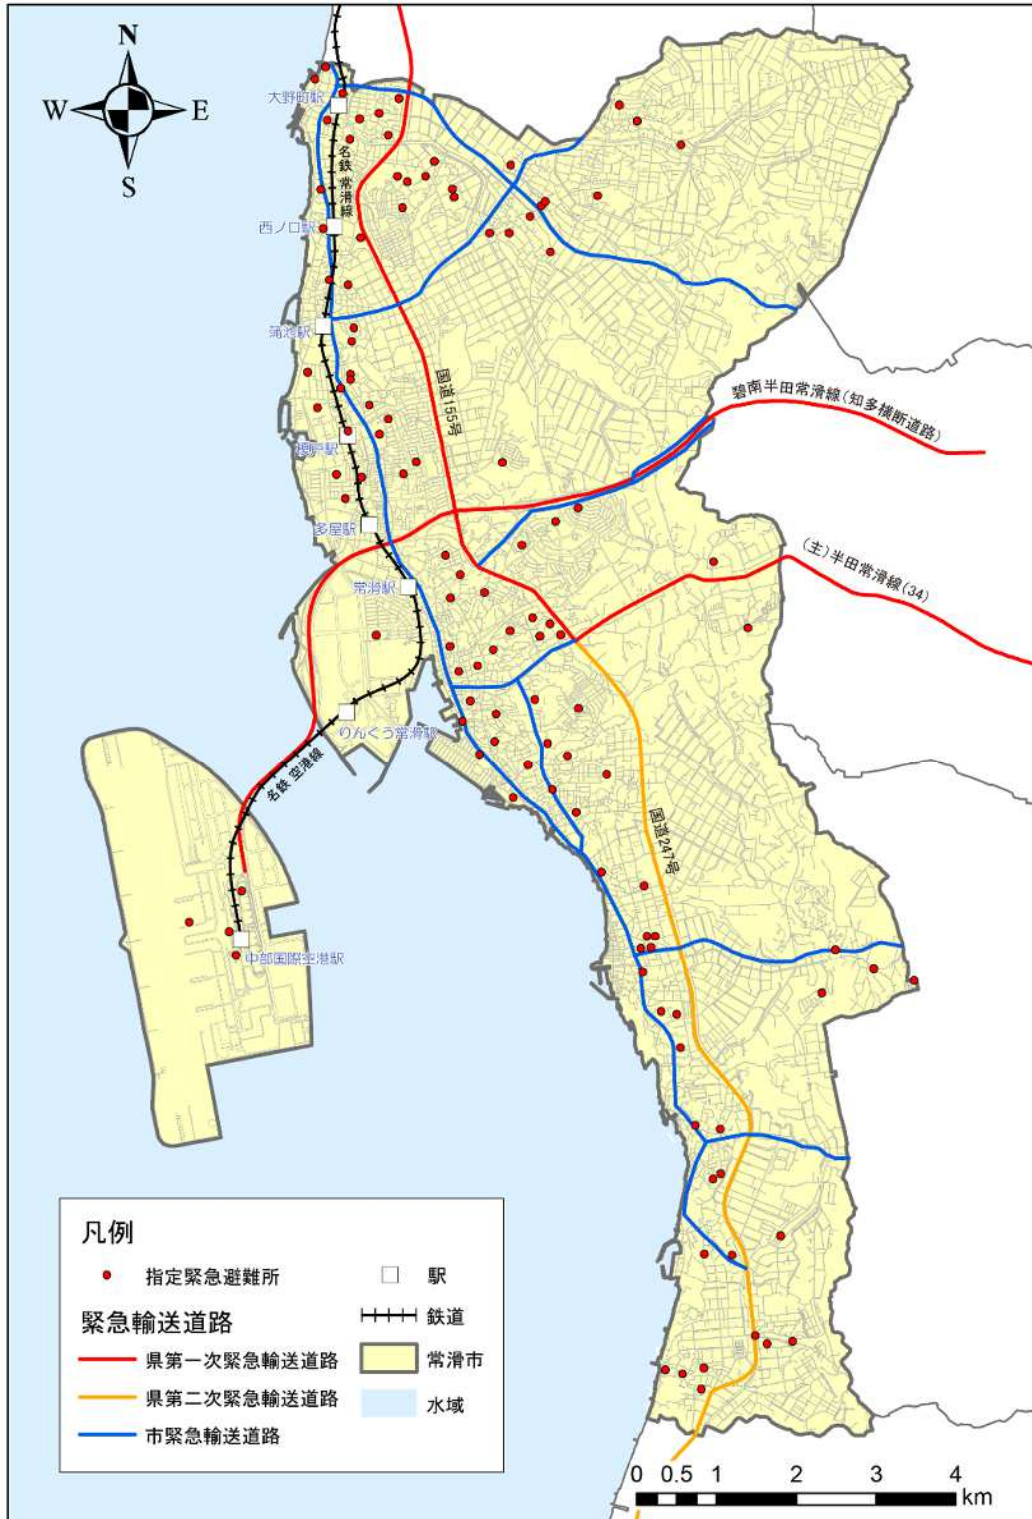 N
W
E
S
大野町駅
名鉄 常滑線
西ノ口駅
蒲池駅
国道155号
碧南半田常滑線(知多横断道路)
榎戸駅
多屋駅
(主)半田常滑線(34)
常滑駅
りんくう常滑駅
名鉄 空港線
国道247号
中部国際空港駅
凡例
指定緊急避難所
駅
緊急輸送道路
鉄道
県第一次緊急輸送道路
常滑市
県第二次緊急輸送道路
水域
市緊急輸送道路
0 0.5 1 2 3 4
km